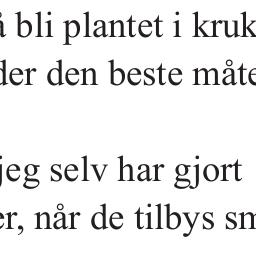 å bli plantet i kruk
der den beste måte
jeg selv har gjort
er, når de tilbys sm